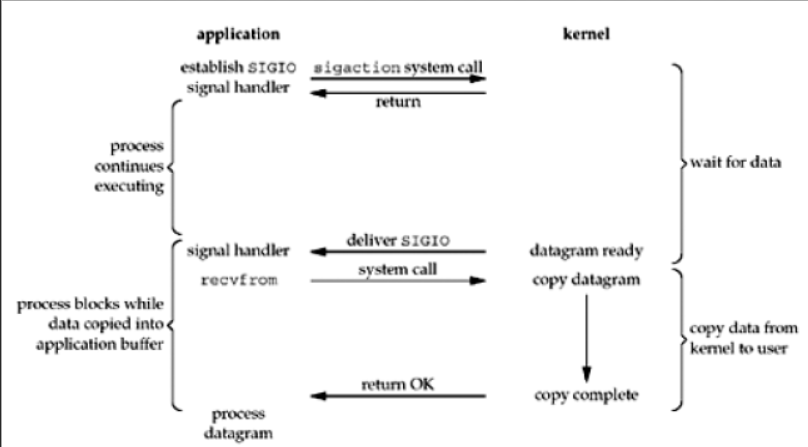 application kernel
establish SIGIO sigaction system call
signal handler
return
process
continues
executing
wait for data
deliver SIGIO
signal handler datagram ready
system call
recvfrom copy datagram
process blocks while
data copied into
application buffer
copy data from
kernel to user
return OK
copy complete
process
datagram